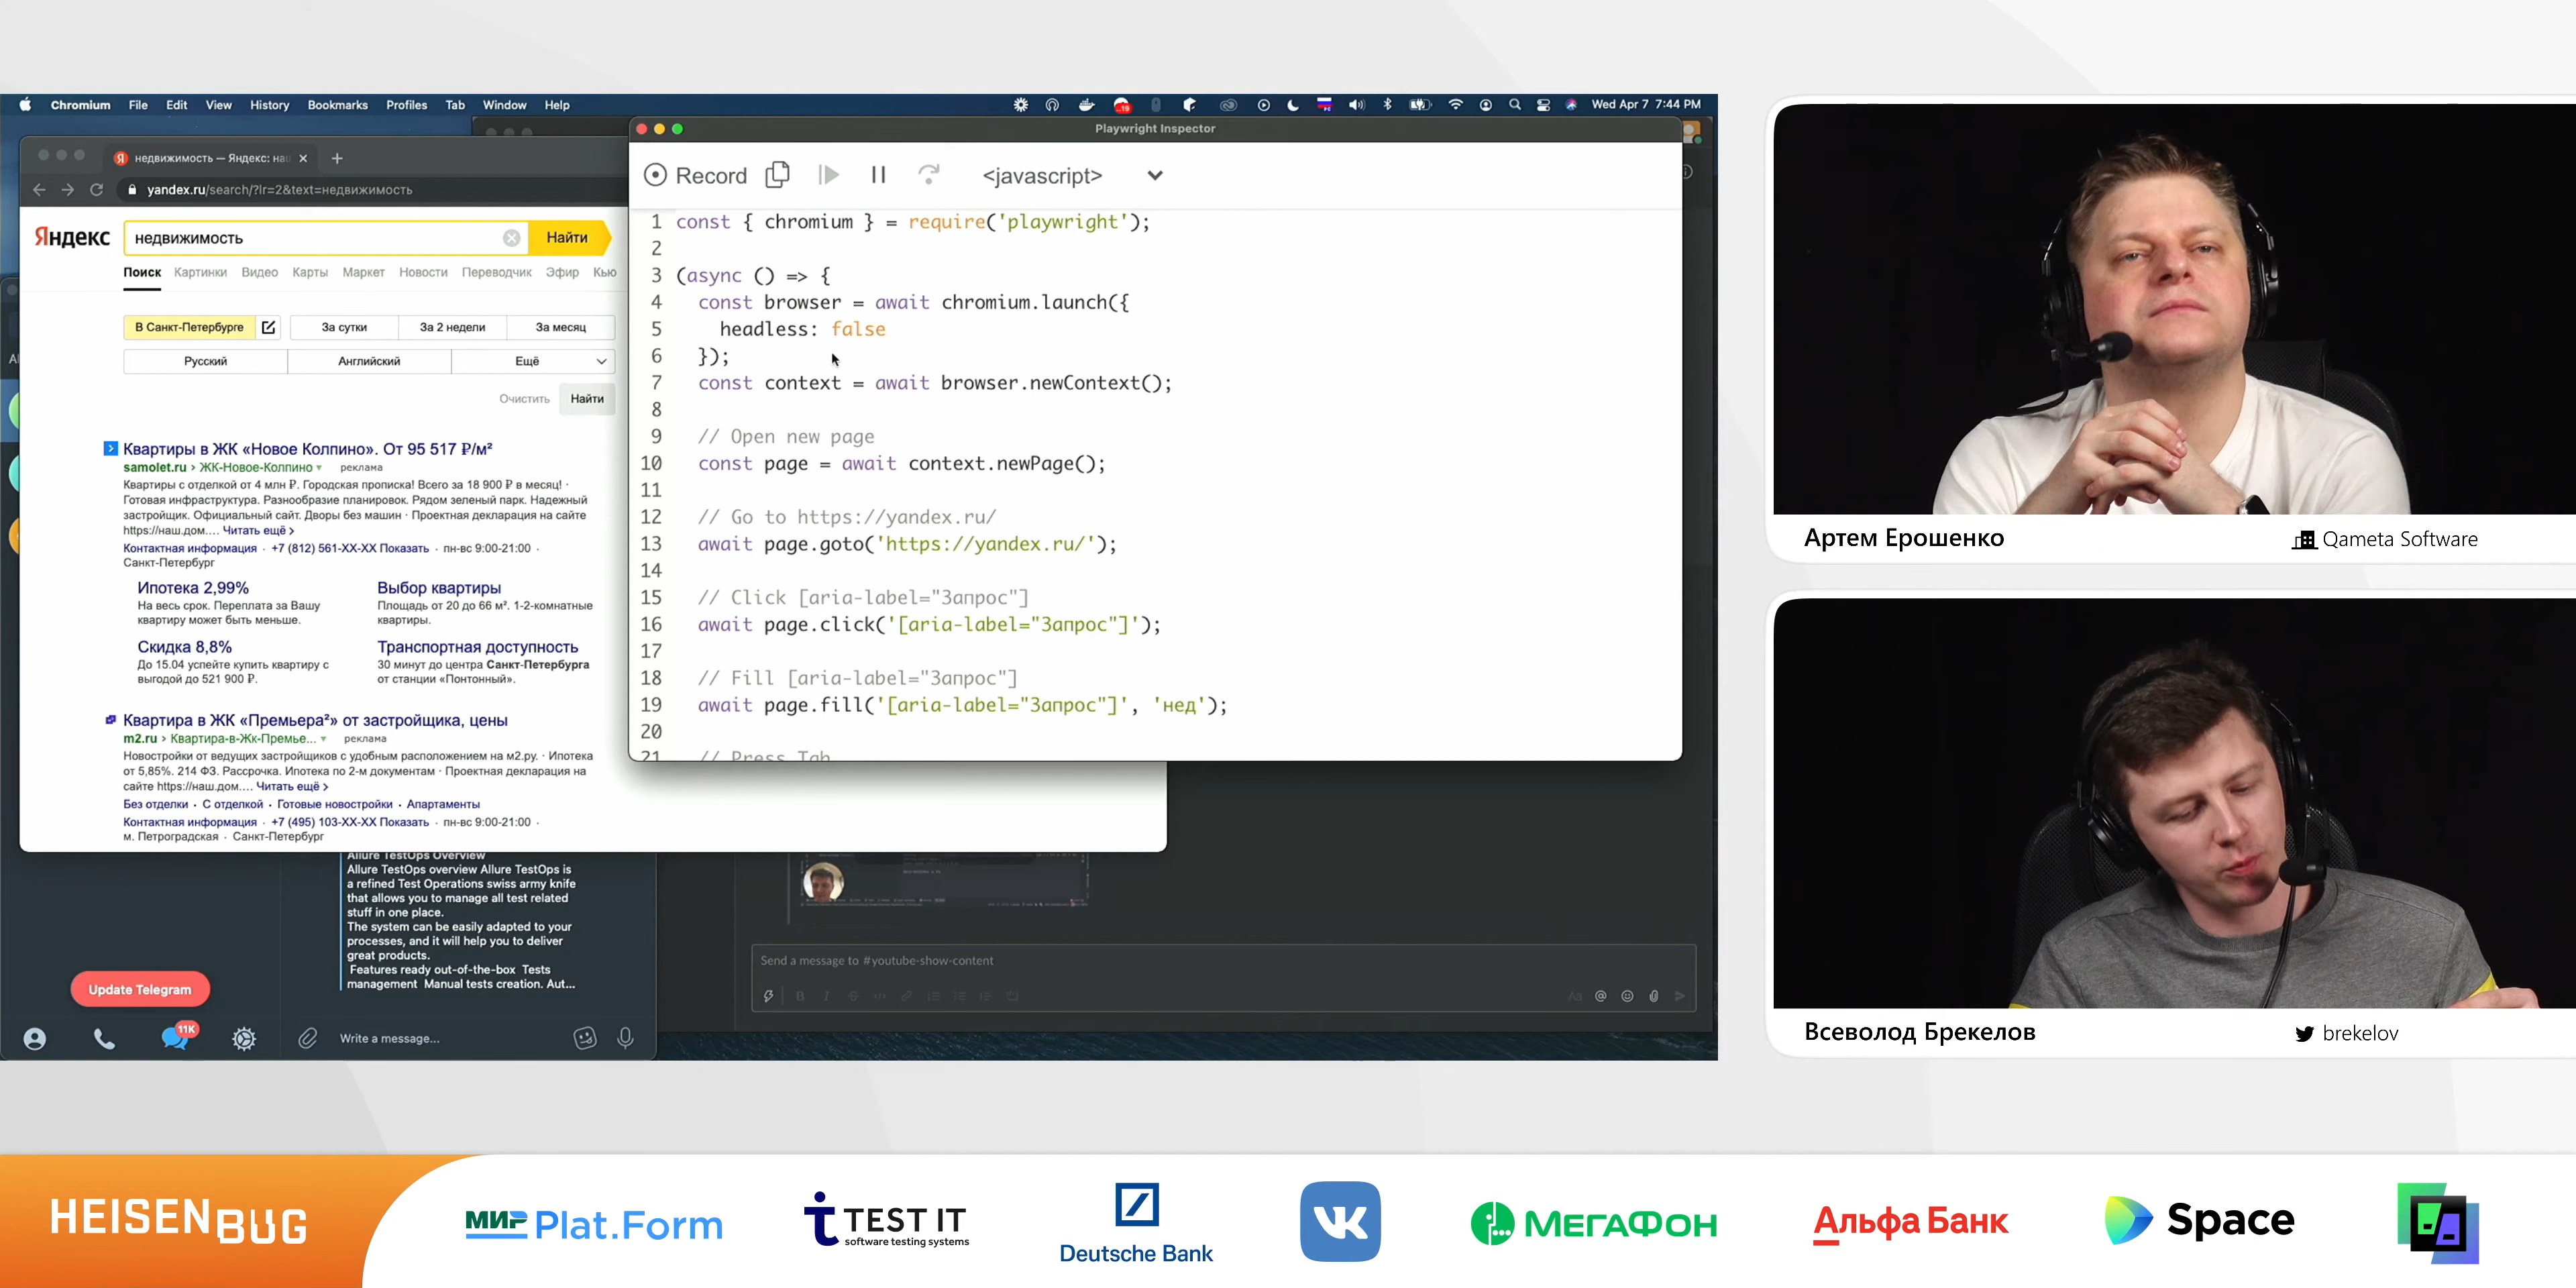 Chromium File Edit View History Bookmarks Profiles Tab Window Help
Wed Apr 7 7:44 PM
недвижимость — Яндекс: на
yandex.ru/search/?lr=2&text=недвижимость
Яндекс
недвижимость
Найти
Поиск Картинки Видео Карты Маркет Новости Переводчик Эфир Кью
В Санкт-Петербурге За сутки За 2 недели За месяц
Русский Английский Ещё
Очистить Найти
Квартиры в ЖК «Новое Колпино». От 95 517 ₽/м²
samolet.ru › ЖК-Новое-Колпино реклама
Квартиры с отделкой от 4 млн ₽. Городская прописка! Всего за 18 900 ₽ в месяц! ·
Готовая инфраструктура. Разнообразие планировок. Рядом зеленый парк. Надежный
застройщик. Официальный сайт. Дворы без машин · Проектная декларация на сайте
https://наш.дом.... Читать ещё ›
Контактная информация · +7 (812) 561-XX-XX Показать · пн-вс 9:00-21:00 ·
Санкт-Петербург
Ипотека 2,99%
На весь срок. Переплата за Вашу
квартиру может быть меньше.
Выбор квартиры
Площадь от 20 до 66 м². 1-2-комнатные
квартиры.
Скидка 8,8%
До 15.04 успейте купить квартиру с
выгодой до 521 900 ₽.
Транспортная доступность
30 минут до центра Санкт-Петербурга
от станции «Понтонный».
Квартира в ЖК «Премьера²» от застройщика, цены
m2.ru › Квартира-в-Жк-Премье... реклама
Новостройки от ведущих застройщиков с удобным расположением на м2.ру. · Ипотека
от 5,85%. 214 ФЗ. Рассрочка. Ипотека по 2-м документам · Проектная декларация на
сайте https://наш.дом.... Читать ещё ›
Без отделки · С отделкой · Готовые новостройки · Апартаменты
Контактная информация · +7 (495) 103-XX-XX Показать · пн-вс 9:00-21:00 ·
м. Петроградская · Санкт-Петербург
Playwright Inspector
Record <javascript>
1 const { chromium } = require('playwright');
2
3 (async () => {
4 const browser = await chromium.launch({
5 headless: false
6 });
7 const context = await browser.newContext();
8
9 // Open new page
10 const page = await context.newPage();
11
12 // Go to https://yandex.ru/
13 await page.goto('https://yandex.ru/');
14
15 // Click [aria-label="Запрос"]
16 await page.click('[aria-label="Запрос"]');
17
18 // Fill [aria-label="Запрос"]
19 await page.fill('[aria-label="Запрос"]', 'нед');
20
21 // Press Tab
Allure TestOps Overview
Allure TestOps overview Allure TestOps is
a refined Test Operations swiss army knife
that allows you to manage all test related
stuff in one place.
The system can be easily adapted to your
processes, and it will help you to deliver
great products.
Features ready out-of-the-box Tests
management Manual tests creation. Aut...
Update Telegram
11K
Write a message...
Send a message to #youtube-show-content
Артем Ерошенко
Qameta Software
Всеволод Брекелов
brekelov
HEISENBUG
МИР Plat.Form
TEST IT
software testing systems
Deutsche Bank
VK
МЕГАФОН
Альфа Банк
Space